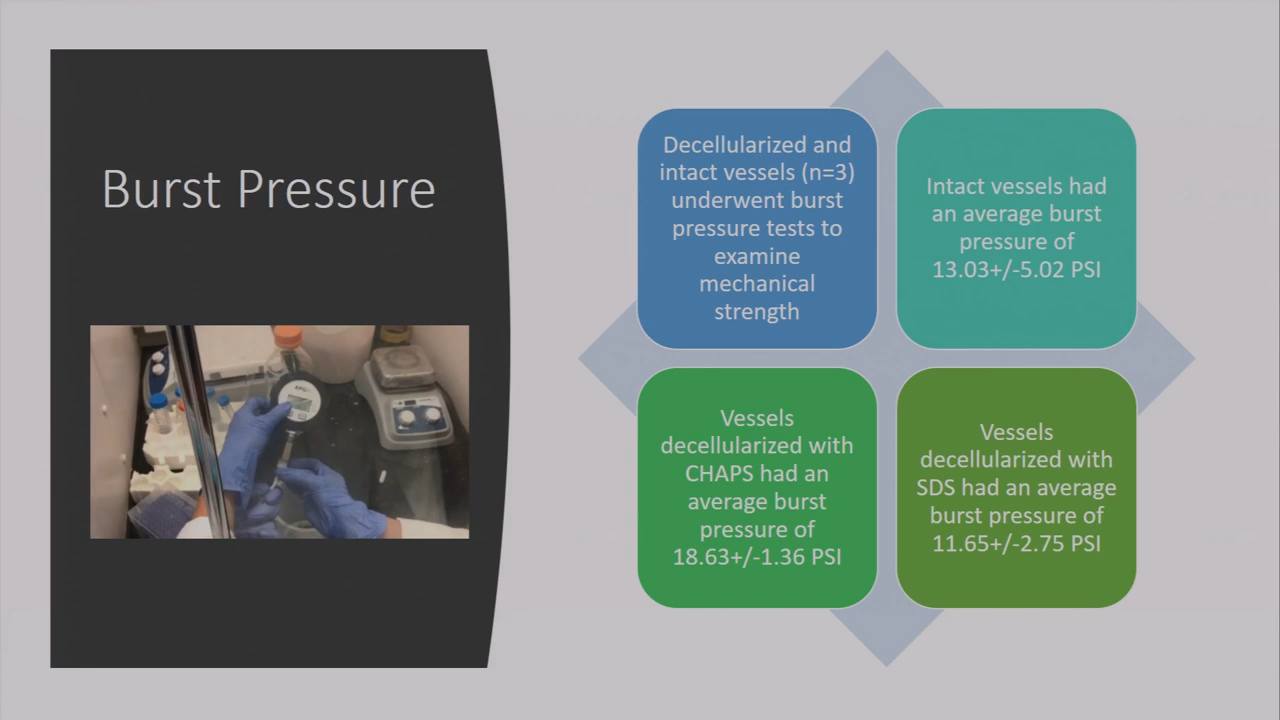 Burst Pressure
Decellularized and
intact vessels (n=3)
underwent burst
pressure tests to
examine
mechanical
strength
Intact vessels had
an average burst
pressure of
13.03+/-5.02 PSI
Vessels
decellularized with
CHAPS had an
average burst
pressure of
18.63+/-1.36 PSI
Vessels
decellularized with
SDS had an average
burst pressure of
11.65+/-2.75 PSI